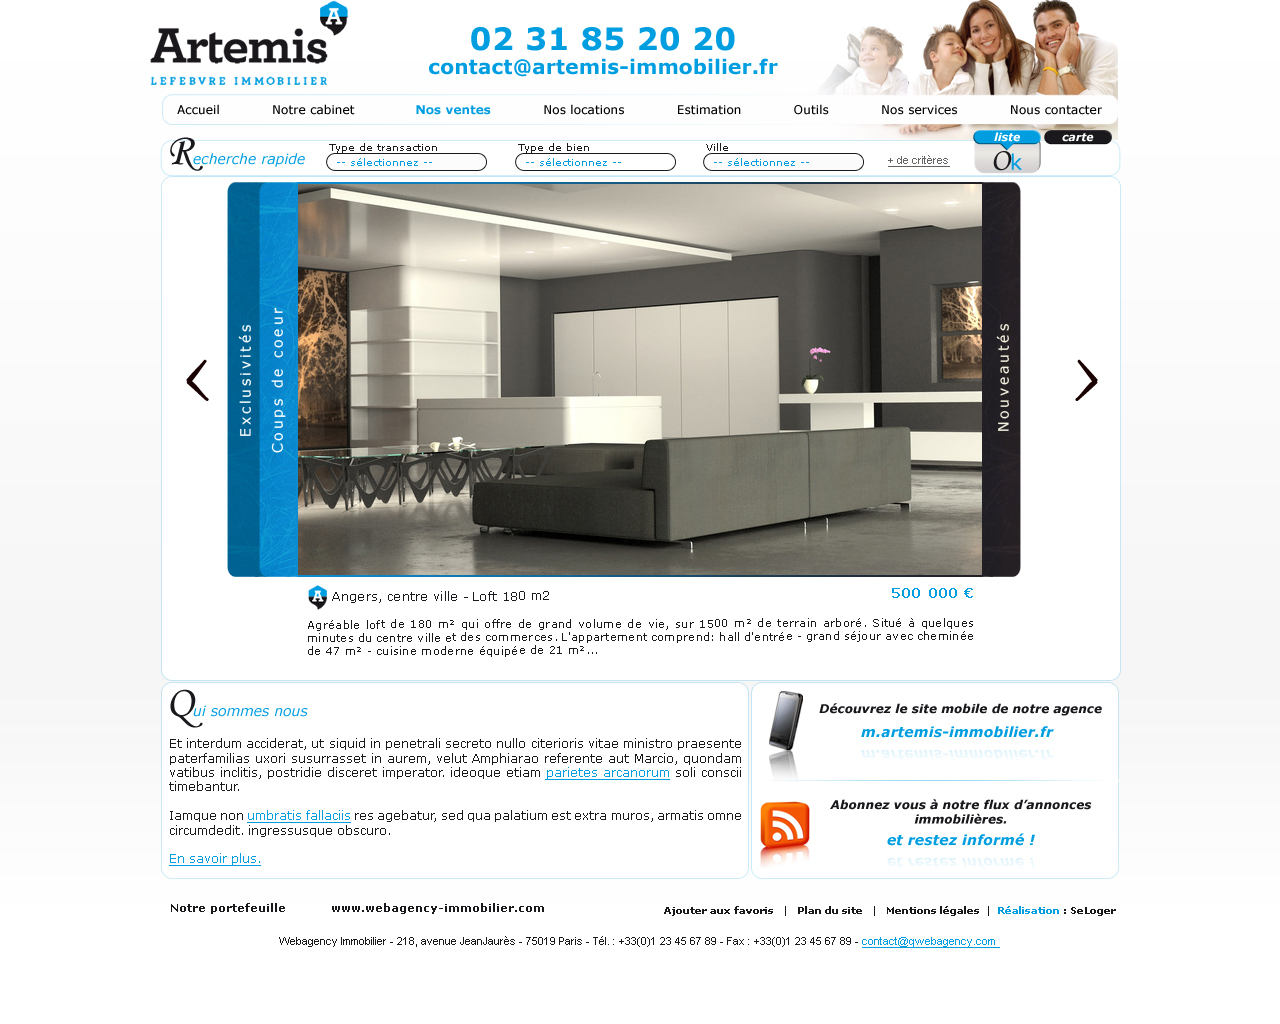 Artemis
LEFEBVRE IMMOBILIER
02 31 85 20 20
contact@artemis-immobilier.fr
Accueil Notre cabinet Nos ventes Nos locations Estimation Outils Nos services Nous contacter
Recherche rapide
Type de transaction Type de bien Ville
-- sélectionnez -- -- sélectionnez -- -- sélectionnez --
+ de critères
liste carte
Ok
Exclusivités
Coups de coeur
Nouveautés
Angers, centre ville - Loft 180 m2 500 000 €
Agréable loft de 180 m² qui offre de grand volume de vie, sur 1500 m² de terrain arboré. Situé à quelques
minutes du centre ville et des commerces. L'appartement comprend: hall d'entrée - grand séjour avec cheminée
de 47 m² - cuisine moderne équipée de 21 m²...
Qui sommes nous
Et interdum acciderat, ut siquid in penetrali secreto nullo citerioris vitae ministro praesente
paterfamilias uxori susurrasset in aurem, velut Amphiarao referente aut Marcio, quondam
vatibus inclitis, postridie disceret imperator. ideoque etiam parietes arcanorum soli conscii
timebantur.
Iamque non umbratis fallaciis res agebatur, sed qua palatium est extra muros, armatis omne
circumdedit. ingressusque obscuro.
En savoir plus.
Découvrez le site mobile de notre agence
m.artemis-immobilier.fr
Abonnez vous à notre flux d’annonces
immobilières.
et restez informé !
Notre portefeuille www.webagency-immobilier.com
Ajouter aux favoris | Plan du site | Mentions légales | Réalisation : SeLoger
Webagency Immobilier - 218, avenue JeanJaurès - 75019 Paris - Tél. : +33(0)1 23 45 67 89 - Fax : +33(0)1 23 45 67 89 - contact@qwebagency.com